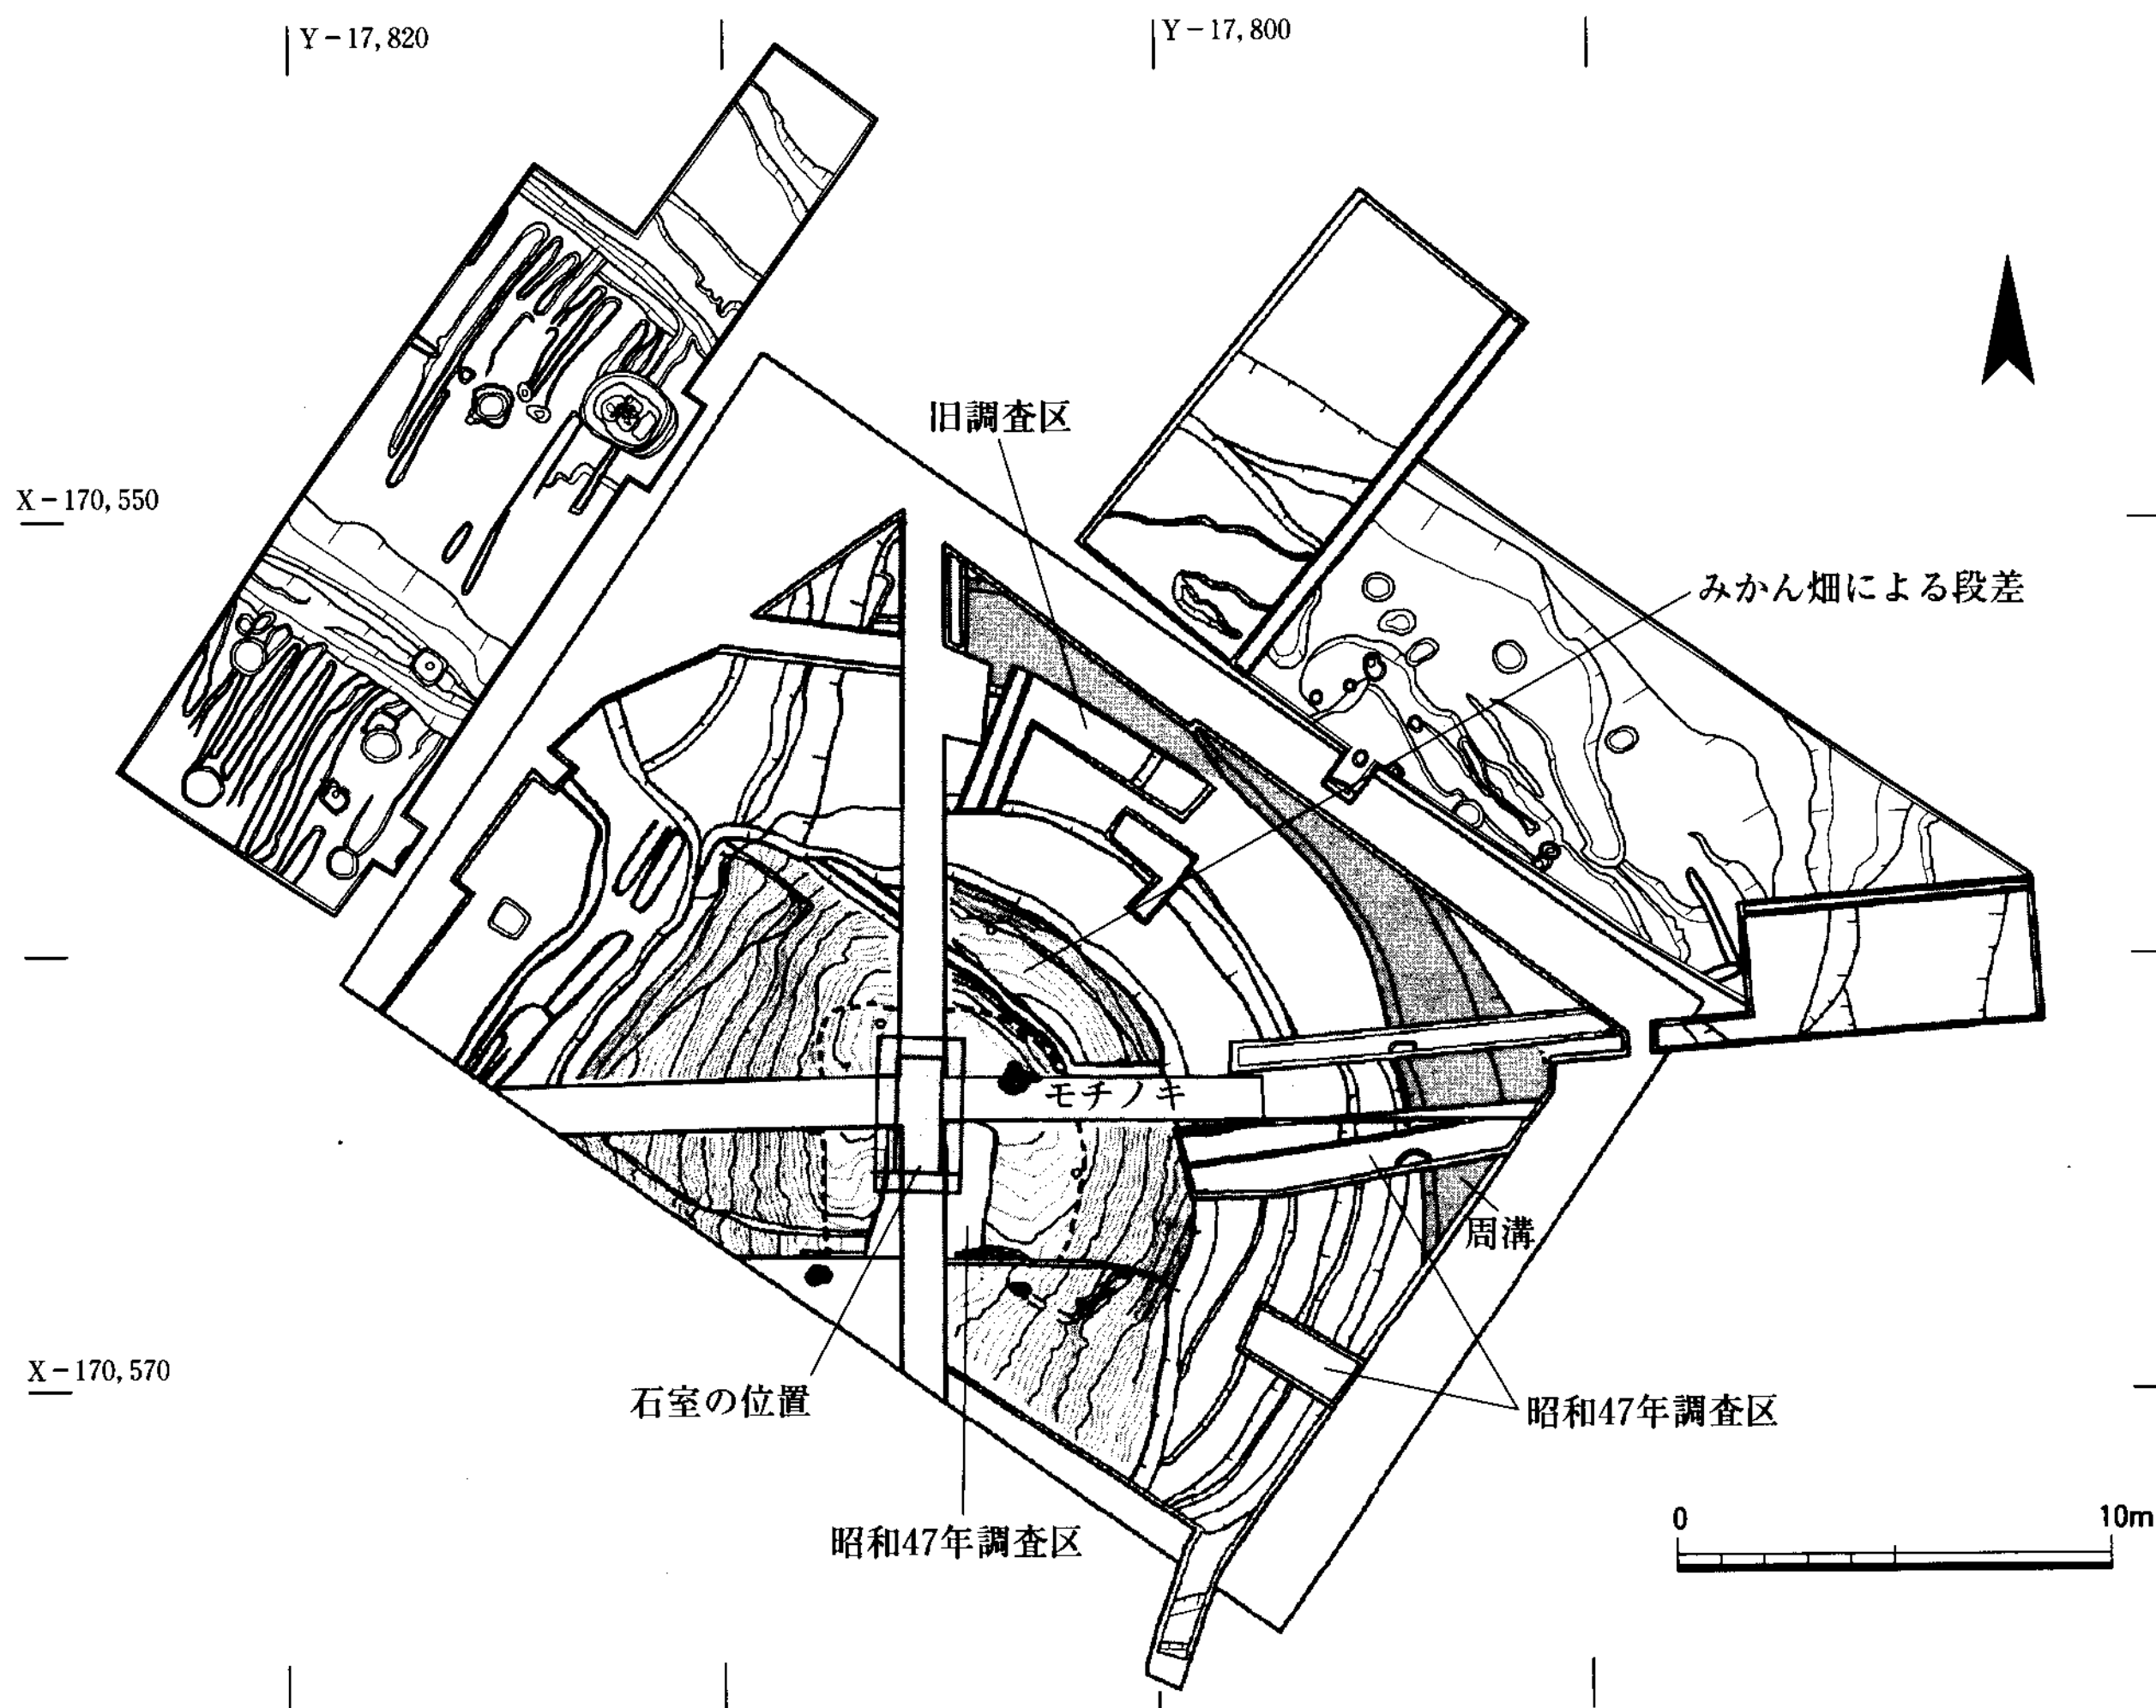 Y－17,820
Y－17,800
旧調査区
X－170,550
みかん畑による段差
モチノキ
周溝
X－170,570
石室の位置
昭和47年調査区
昭和47年調査区
0
10m